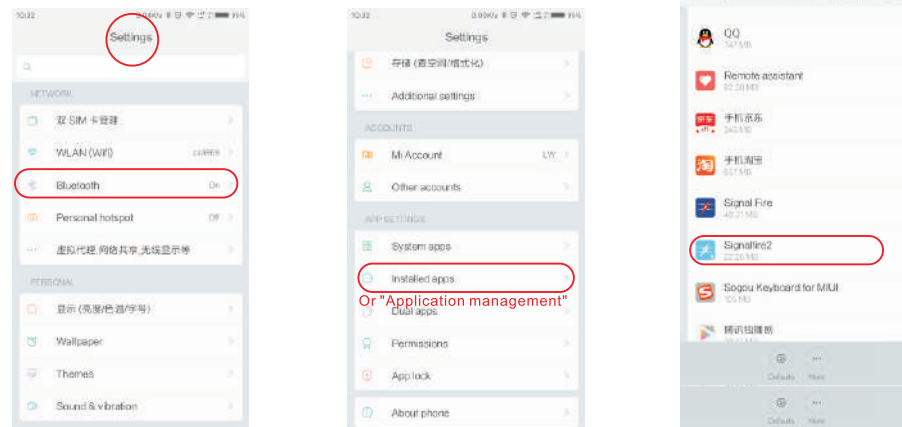 10:32
Settings
NETWORK
双 SIM 卡管理
WLAN (WiFi)
Bluetooth On
Personal hotspot Off
虚拟代理,网络共享,无线显示等
PERSONAL
显示 (亮度/色温/字号)
Wallpaper
Themes
Sound & vibration
10:32
Settings
存储 (查空间/格式化)
Additional settings
ACCOUNTS
Mi Account LW
Other accounts
APP SETTINGS
System apps
Installed apps
Or "Application management"
Dual apps
Permissions
App lock
About phone
QQ
Remote assistant
手机京东
手机淘宝
Signal Fire
Signalfire2
Sogou Keyboard for MIUI
105 MB
Defaults More
Defaults More